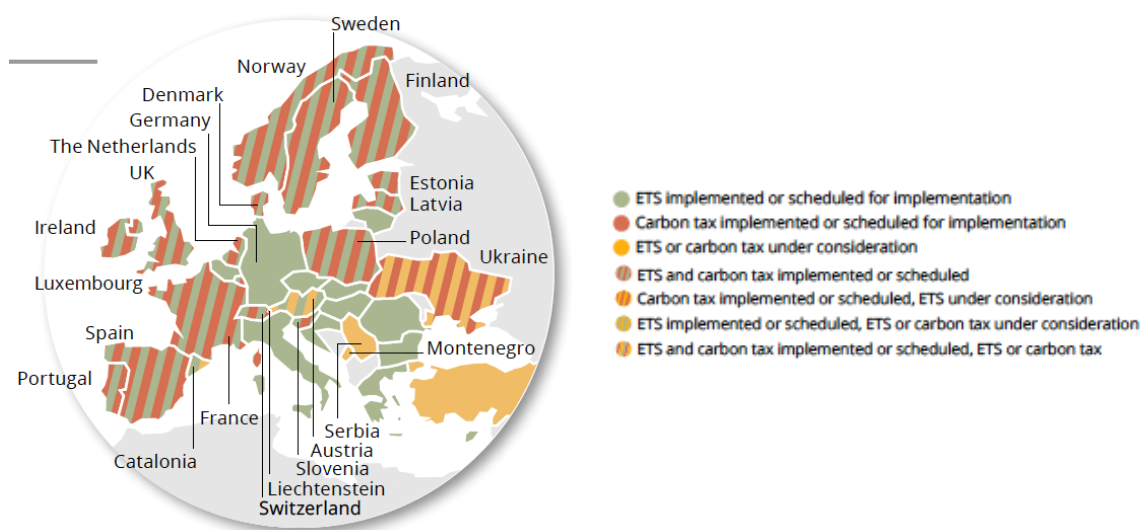 Sweden
Norway
Finland
Denmark
Germany
The Netherlands
UK
Estonia
Latvia
Ireland
Poland
Ukraine
Luxembourg
Spain
Montenegro
Portugal
France
Serbia
Austria
Catalonia
Slovenia
Liechtenstein
Switzerland
ETS implemented or scheduled for implementation
Carbon tax implemented or scheduled for implementation
ETS or carbon tax under consideration
ETS and carbon tax implemented or scheduled
Carbon tax implemented or scheduled, ETS under consideration
ETS implemented or scheduled, ETS or carbon tax under consideration
ETS and carbon tax implemented or scheduled, ETS or carbon tax